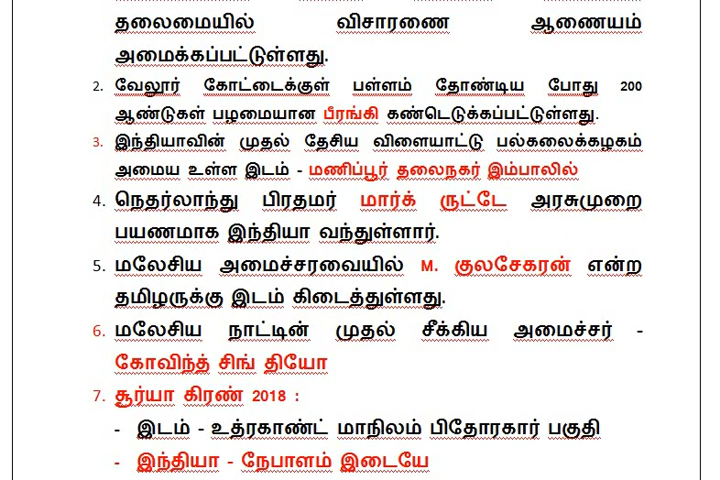 தலைமையில் விசாரணை ஆணையம்
அமைக்கப்பட்டுள்ளது.
2. வேலூர் கோட்டைக்குள் பள்ளம் தோண்டிய போது 200
ஆண்டுகள் பழமையான பீரங்கி கண்டெடுக்கப்பட்டுள்ளது.
3. இந்தியாவின் முதல் தேசிய விளையாட்டு பல்கலைக்கழகம்
அமைய உள்ள இடம் - மணிப்பூர் தலைநகர் இம்பாலில்
4. நெதர்லாந்து பிரதமர் மார்க் ருட்டே அரசுமுறை
பயணமாக இந்தியா வந்துள்ளார்.
5. மலேசிய அமைச்சரவையில் M. குலசேகரன் என்ற
தமிழருக்கு இடம் கிடைத்துள்ளது.
6. மலேசிய நாட்டின் முதல் சீக்கிய அமைச்சர் -
கோவிந்த் சிங் தியோ
7. சூர்யா கிரண் 2018 :
- இடம் - உத்ரகாண்ட் மாநிலம் பிதோரகார் பகுதி
- இந்தியா - நேபாளம் இடையே